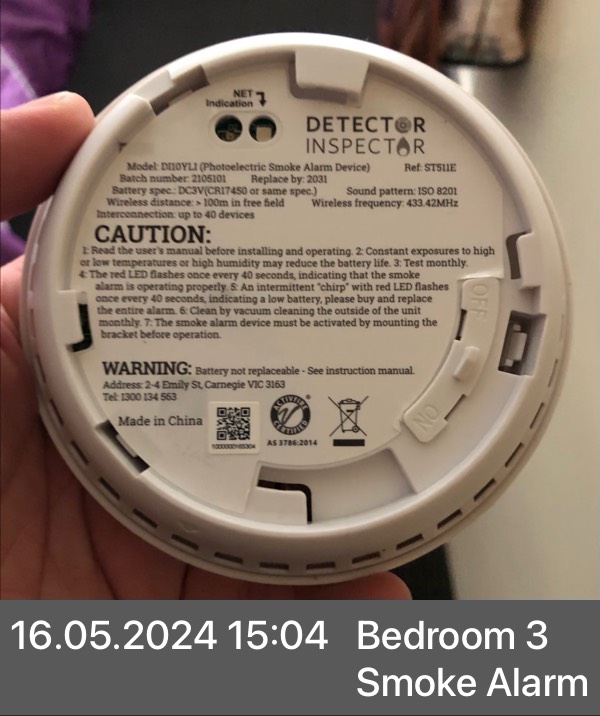 NET
Indication
DETECTOR
INSPECTOR
Model: DI10YL1 (Photoelectric Smoke Alarm Device) Ref: ST511E
Batch number: 2105101 Replace by: 2031
Battery spec.: DC3V(CR17450 or same spec.) Sound pattern: ISO 8201
Wireless distance: > 100m in free field Wireless frequency: 433.42MHz
Interconnection: up to 40 devices
CAUTION:
1: Read the user's manual before installing and operating. 2: Constant exposures to high
or low temperatures or high humidity may reduce the battery life. 3: Test monthly.
4: The red LED flashes once every 40 seconds, indicating that the smoke
alarm is operating properly. 5: An intermittent "chirp" with red LED flashes
once every 40 seconds, indicating a low battery, please buy and replace
the entire alarm. 6: Clean by vacuum cleaning the outside of the unit
monthly. 7: The smoke alarm device must be activated by mounting the
bracket before operation.
OFF
ON
WARNING: Battery not replaceable - See instruction manual.
Address: 2-4 Emily St, Carnegie VIC 3163
Tel: 1300 134 563
Made in China
ACTIVFIRE
CERTIFIED
AS 3786:2014
16.05.2024 15:04 Bedroom 3
Smoke Alarm